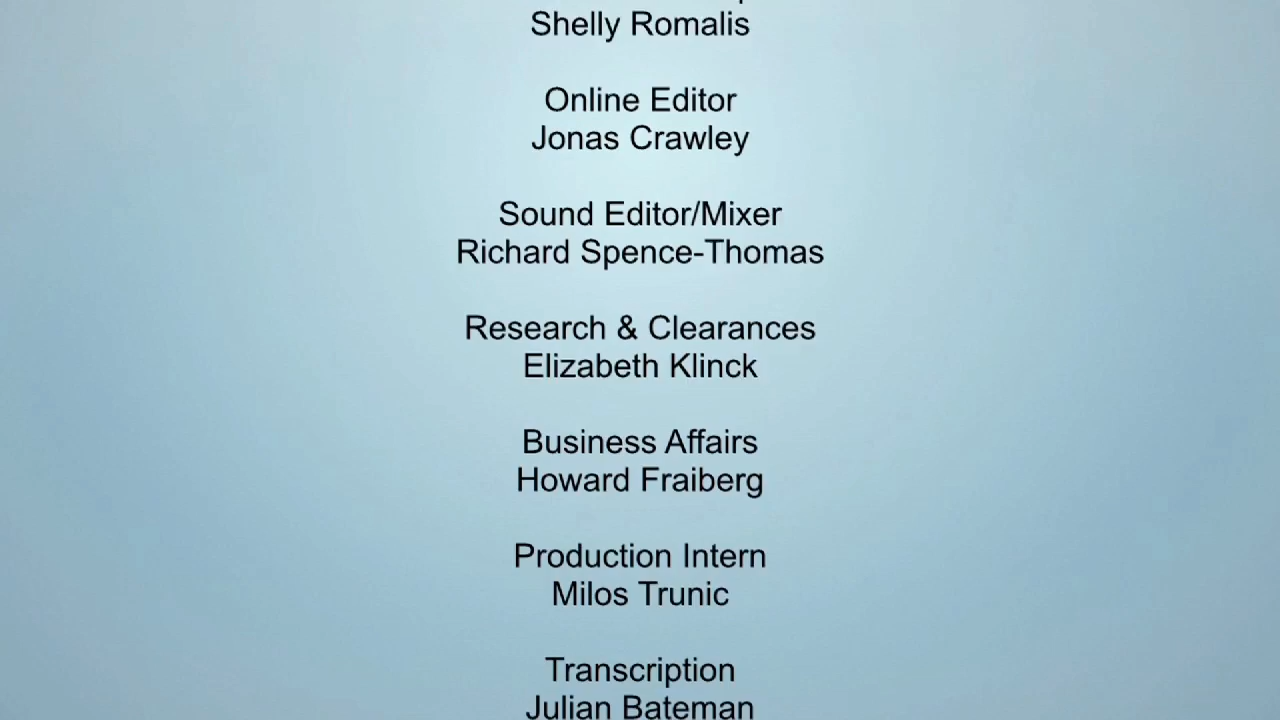 Shelly Romalis
Online Editor
Jonas Crawley
Sound Editor/Mixer
Richard Spence-Thomas
Research & Clearances
Elizabeth Klinck
Business Affairs
Howard Fraiberg
Production Intern
Milos Trunic
Transcription
Julian Bateman